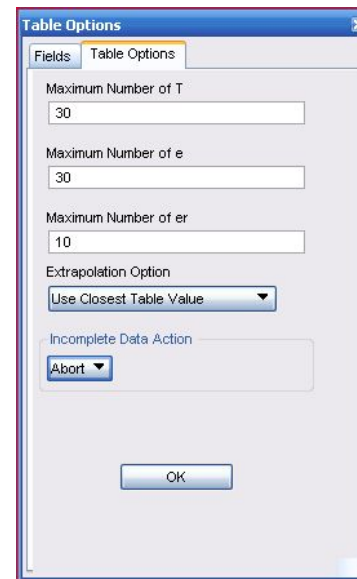 Table Options
Fields Table Options
Maximum Number of T
30
Maximum Number of e
30
Maximum Number of er
10
Extrapolation Option
Use Closest Table Value
Incomplete Data Action
Abort
OK